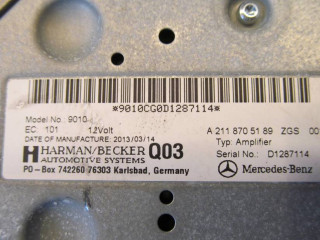 *9010CG0D1287114*
Model No.: 9010- A 211 870 51 89 ZGS 00
EC: 101 12Volt Typ: Amplifier
DATE OF MANUFACTURE: 2013/03/14 Serial No.: D1287114
HARMAN/BECKER Q03
AUTOMOTIVE SYSTEMS Mercedes-Benz
PO-Box 742260 76303 Karlsbad, Germany